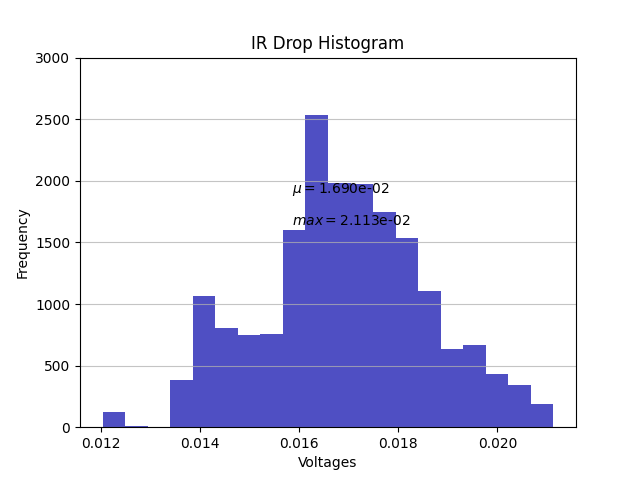 IR Drop Histogram
3000
2500
2000
1500
1000
500
0
Frequency
μ = 1.690e-02
max = 2.113e-02
0.012 0.014 0.016 0.018 0.020
Voltages